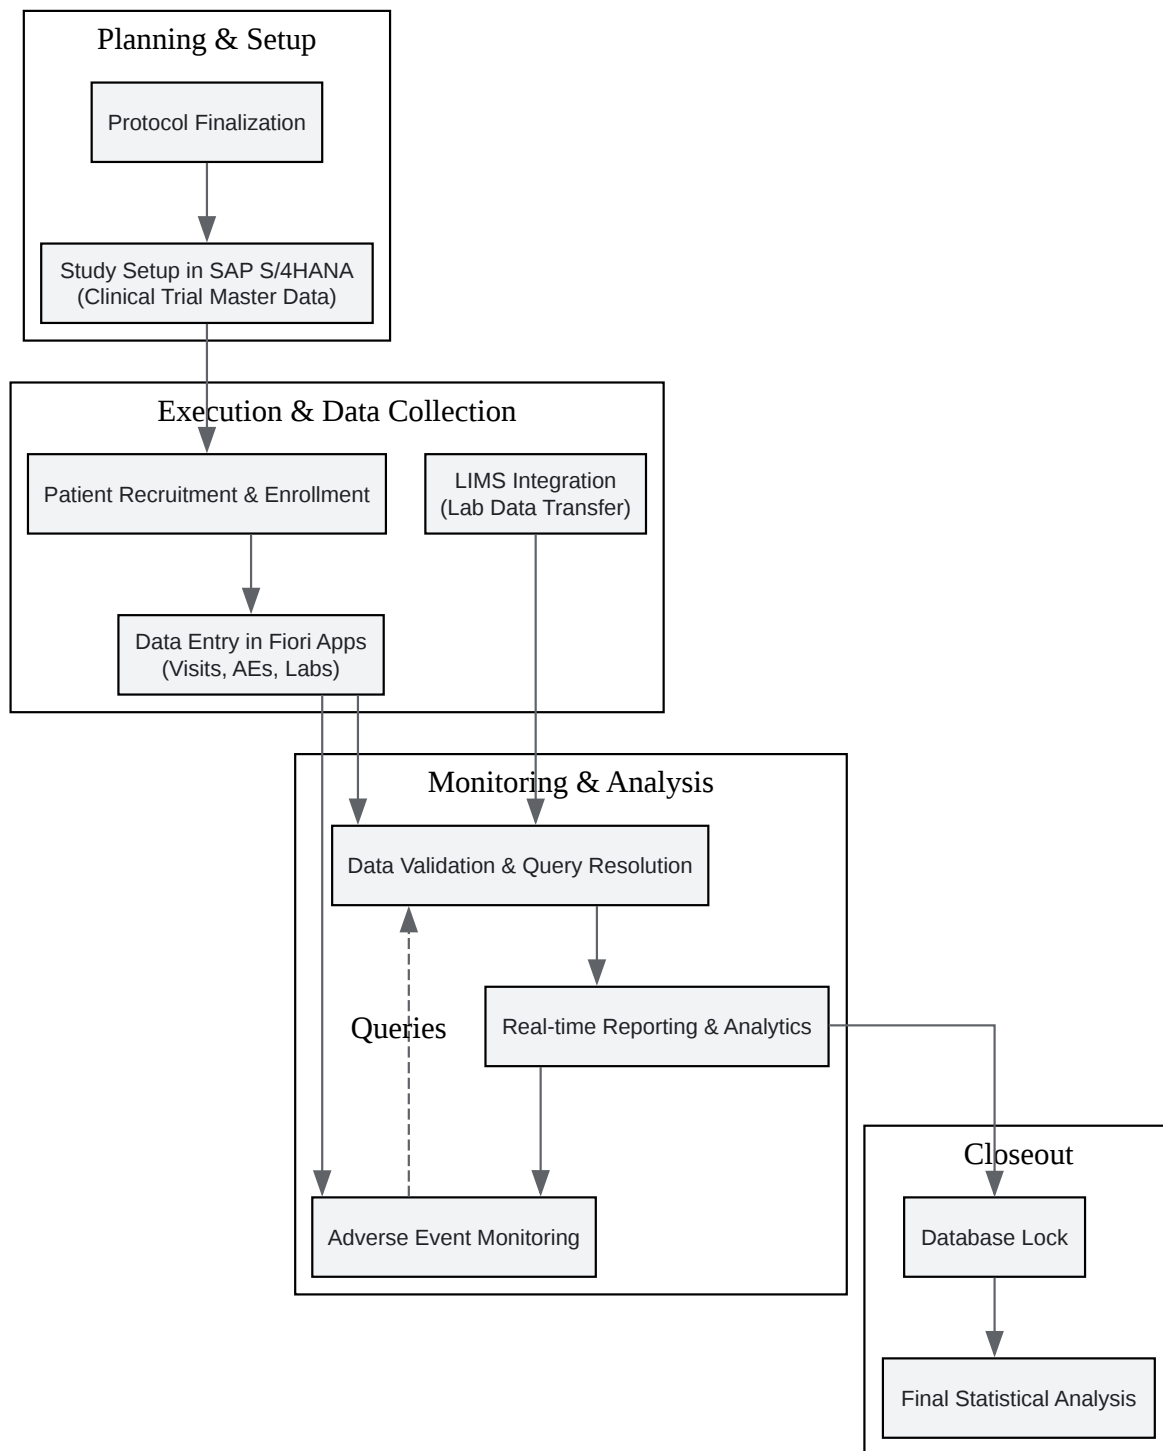 Planning & Setup
Protocol Finalization
Study Setup in SAP S/4HANA
(Clinical Trial Master Data)
Execution & Data Collection
Patient Recruitment & Enrollment
LIMS Integration
(Lab Data Transfer)
Data Entry in Fiori Apps
(Visits, AEs, Labs)
Monitoring & Analysis
Data Validation & Query Resolution
Queries
Real-time Reporting & Analytics
Adverse Event Monitoring
Closeout
Database Lock
Final Statistical Analysis